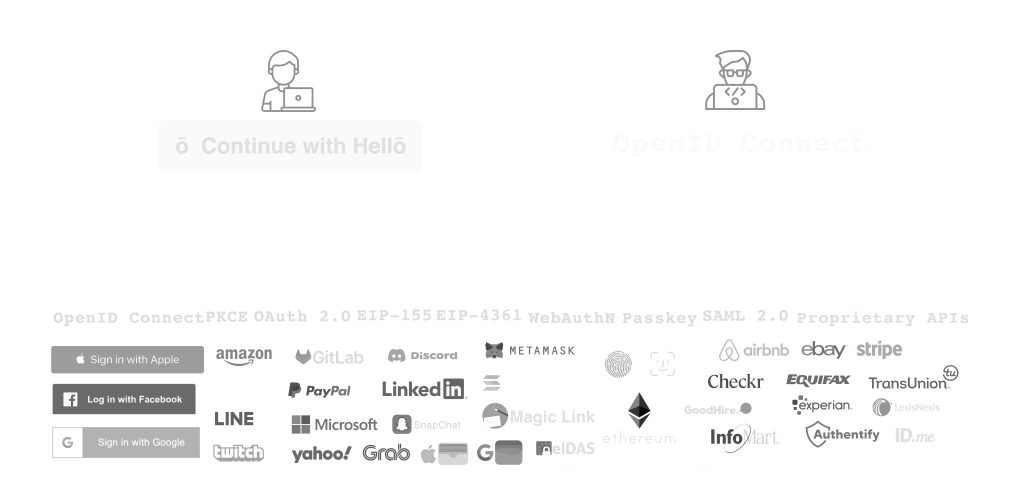 ō Continue with Hellō
OpenID Connect
OpenID Connect PKCE OAuth 2.0 EIP-155 EIP-4361 WebAuthN Passkey SAML 2.0 Proprietary APIs
Sign in with Apple
amazon
GitLab
Discord
METAMASK
airbnb
ebay
stripe
Log in with Facebook
PayPal
Linked in
Checkr
EQUIFAX
TransUnion tu
LINE
Microsoft
SnapChat
Magic Link
ethereum
GoodHire.
experian.
LexisNexis
Sign in with Google
G
twitch
yahoo!
Grab
G
eIDAS
InfoMart.
Authentify
ID.me